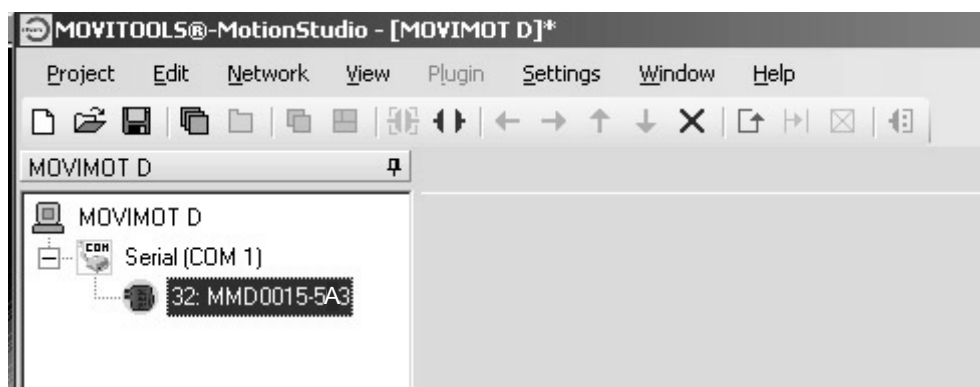 MOVITOOLS®-MotionStudio - [MOVIMOT D]*
Project Edit Network View Plugin Settings Window Help
MOVIMOT D
MOVIMOT D
COM
Serial (COM 1)
32: MMD0015-5A3